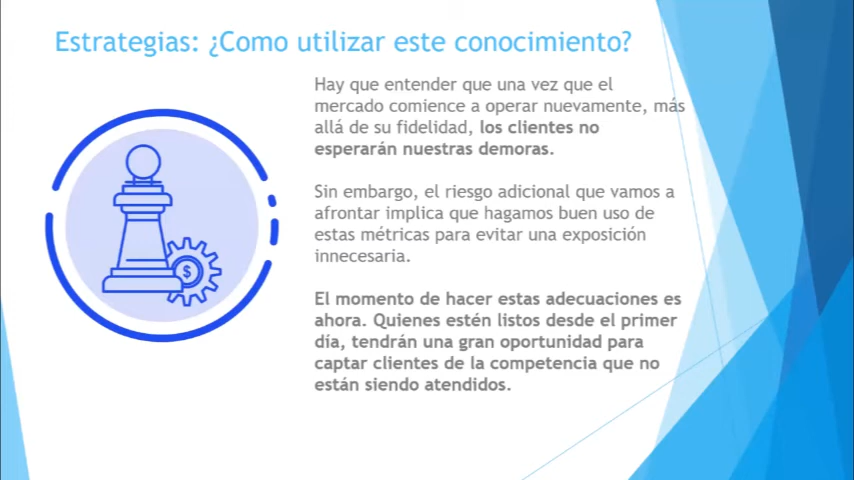 Estrategias: ¿Como utilizar este conocimiento?
Hay que entender que una vez que el
mercado comience a operar nuevamente, más
allá de su fidelidad, los clientes no
esperarán nuestras demoras.
Sin embargo, el riesgo adicional que vamos a
afrontar implica que hagamos buen uso de
estas métricas para evitar una exposición
innecesaria.
El momento de hacer estas adecuaciones es
ahora. Quienes estén listos desde el primer
día, tendrán una gran oportunidad para
captar clientes de la competencia que no
están siendo atendidos.
$